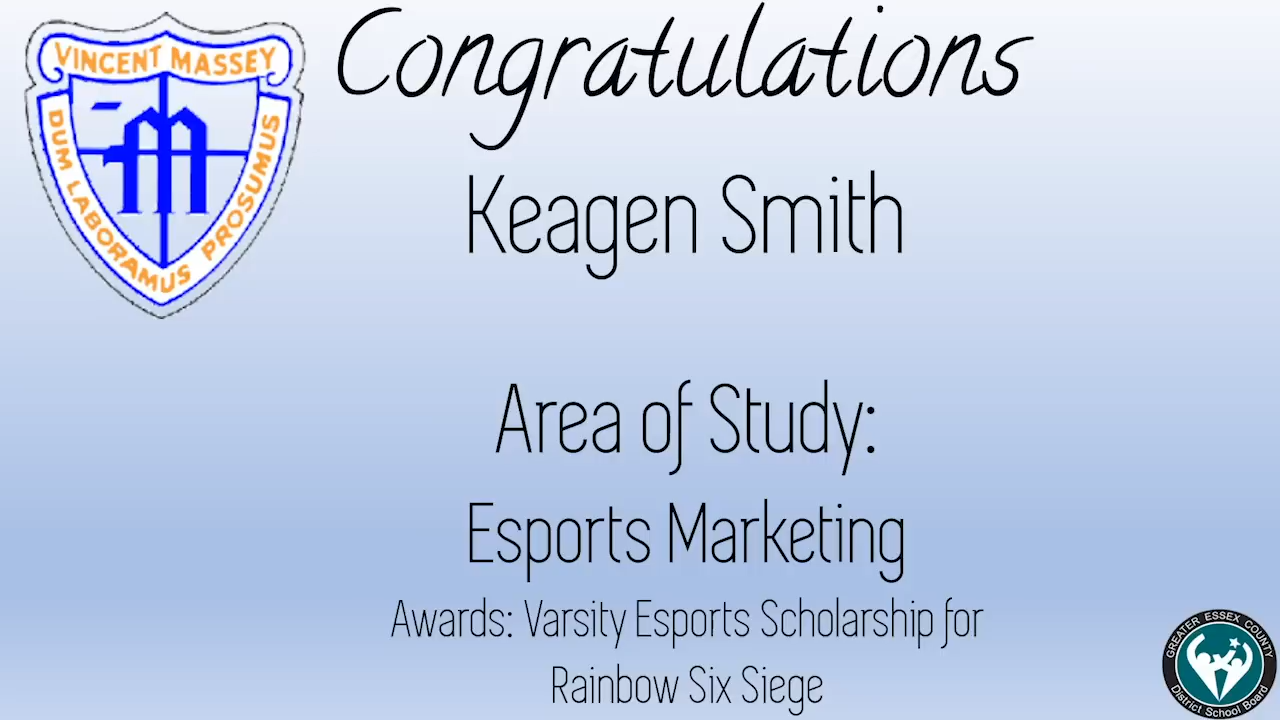 VINCENT MASSEY
DUM LABORAMUS PROSUMUS
M
Congratulations
Keagen Smith
Area of Study:
Esports Marketing
Awards: Varsity Esports Scholarship for
Rainbow Six Siege
GREATER ESSEX COUNTY
District School Board